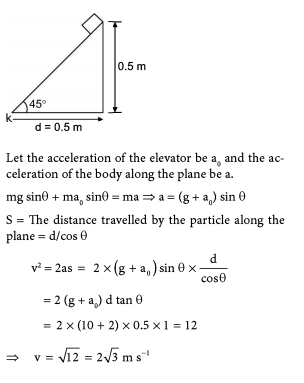 0.5 m
45°
k
d = 0.5 m
Let the acceleration of the elevator be a₀ and the ac-
celeration of the body along the plane be a.
mg sinθ + ma₀ sinθ = ma ⇒ a = (g + a₀) sin θ
S = The distance travelled by the particle along the
plane = d/cos θ
v² = 2as = 2 × (g + a₀) sin θ × d/cosθ
= 2 (g + a₀) d tan θ
= 2 × (10 + 2) × 0.5 × 1 = 12
⇒ v = √12 = 2√3 m s⁻¹